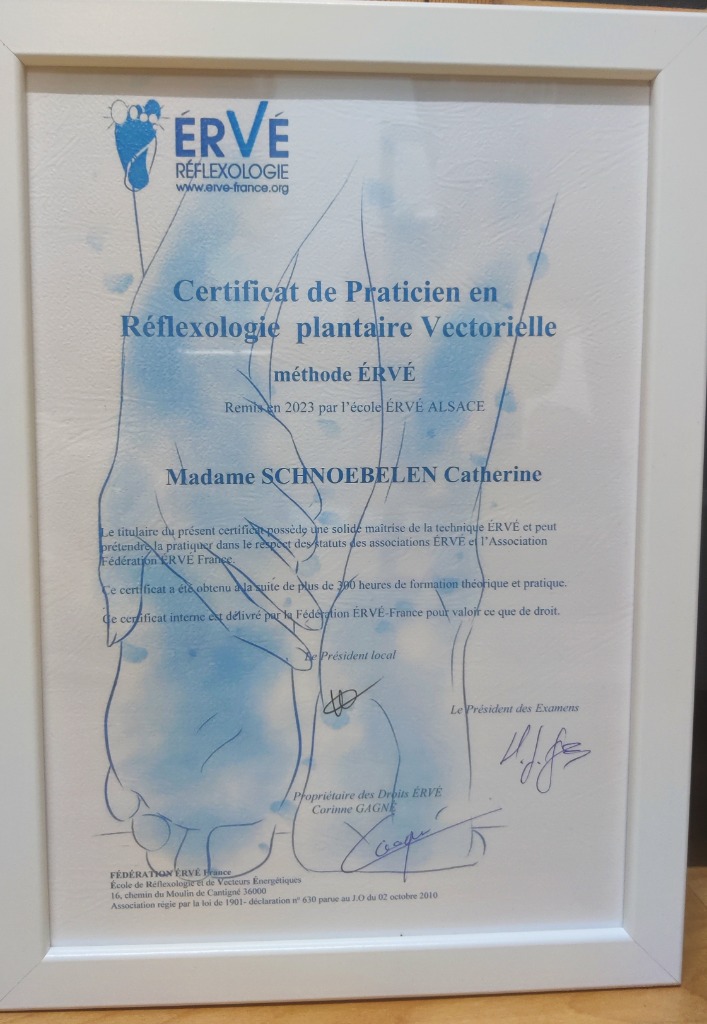 ÉRVÉ
RÉFLEXOLOGIE
www.erve-france.org
Certificat de Praticien en
Réflexologie plantaire Vectorielle
méthode ÉRVÉ
Remis en 2023 par l'école ÉRVÉ ALSACE
Madame SCHNOEBELEN Catherine
Le titulaire du présent certificat possède une solide maîtrise de la technique ÉRVÉ et peut
prétendre la pratiquer dans le respect des statuts des associations ÉRVÉ et l'Association
Fédération ÉRVÉ France.
Ce certificat a été obtenu à la suite de plus de 300 heures de formation théorique et pratique.
Ce certificat interne est délivré par la Fédération ÉRVÉ-France pour valoir ce que de droit.
Le Président local
Le Président des Examens
Propriétaire des Droits ÉRVÉ
Corinne GAGNÉ
FÉDÉRATION ÉRVÉ France
École de Réflexologie et de Vecteurs Énergétiques
16, chemin du Moulin de Cantigné 36000
Association régie par la loi de 1901- déclaration n° 630 parue au J.O du 02 octobre 2010